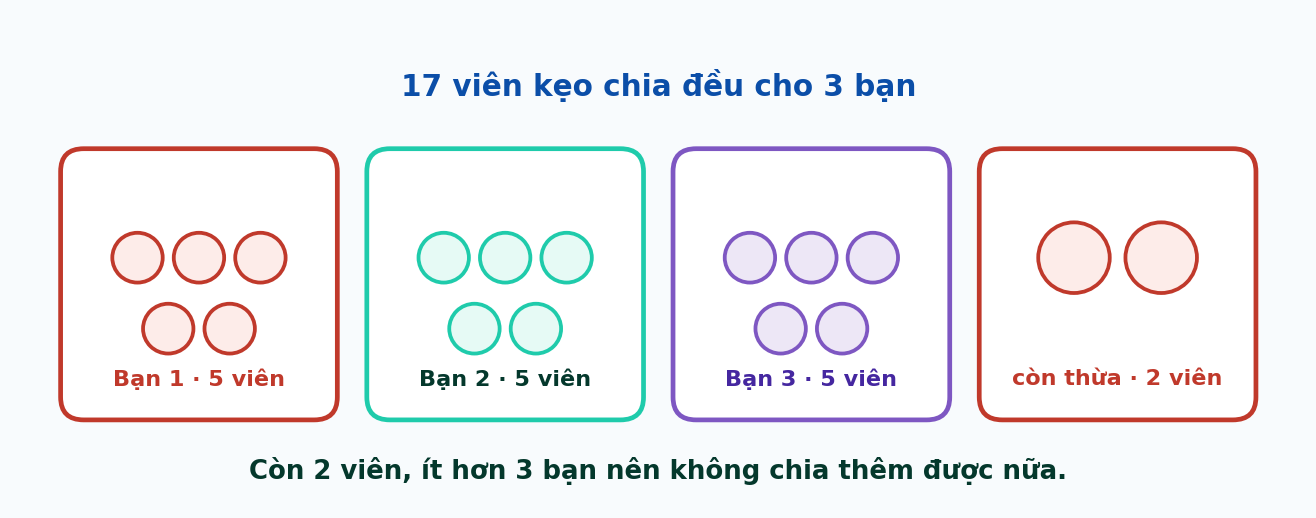 17 viên kẹo chia đều cho 3 bạn
Bạn 1 · 5 viên
Bạn 2 · 5 viên
Bạn 3 · 5 viên
còn thừa · 2 viên
Còn 2 viên, ít hơn 3 bạn nên không chia thêm được nữa.